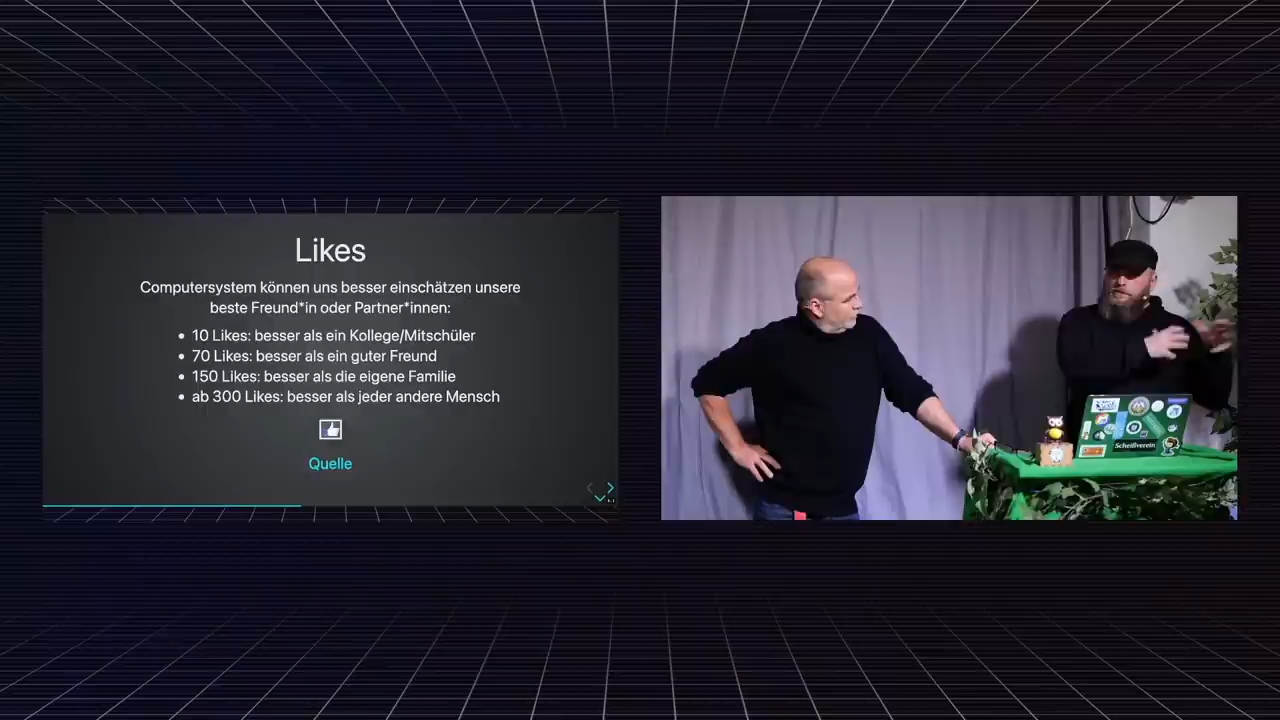 Likes
Computersystem können uns besser einschätzen unsere
beste Freund*in oder Partner*innen:
10 Likes: besser als ein Kollege/Mitschüler
70 Likes: besser als ein guter Freund
150 Likes: besser als die eigene Familie
ab 300 Likes: besser als jeder andere Mensch
Quelle
Scheißverein